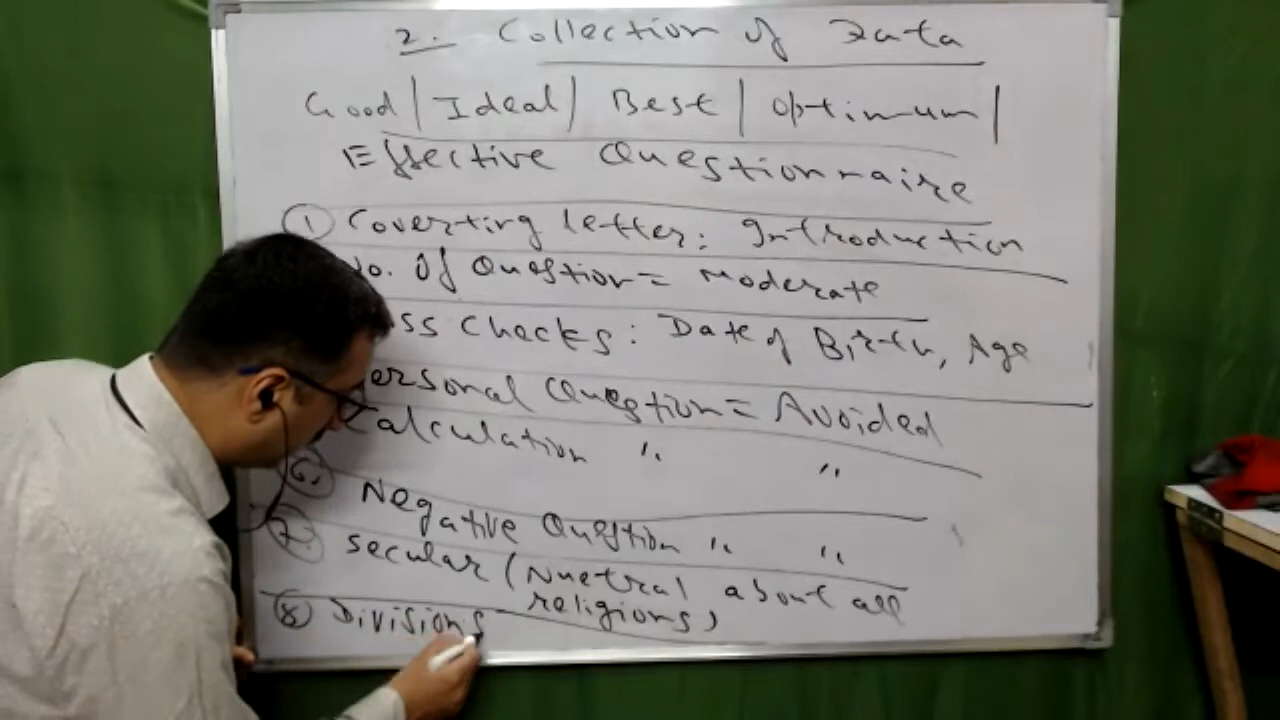 2. Collection of Data
Good | Ideal | Best | Optimum |
Effective Questionnaire
① Coverting letter: Introduction
No. Of Question = Moderate
ss Checks: Date of Birth, Age
ersonal Question = Avoided
Calculation " "
6. Negative Question " "
7. Secular (Nuetral about all
religions)
⑧ Divisions